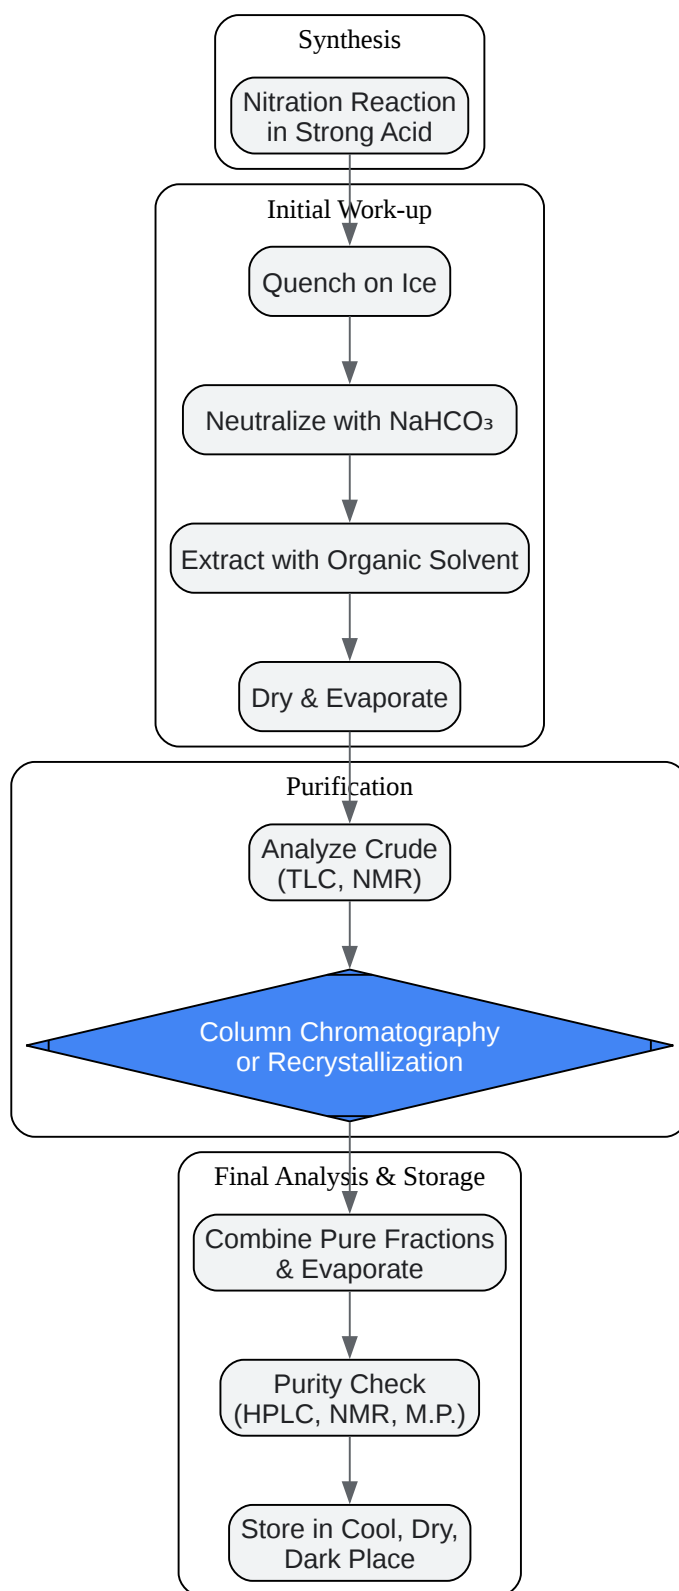 Synthesis
Nitration Reaction
in Strong Acid
Initial Work-up
Quench on Ice
Neutralize with NaHCO₃
Extract with Organic Solvent
Dry & Evaporate
Purification
Analyze Crude
(TLC, NMR)
Column Chromatography
or Recrystallization
Final Analysis & Storage
Combine Pure Fractions
& Evaporate
Purity Check
(HPLC, NMR, M.P.)
Store in Cool, Dry,
Dark Place